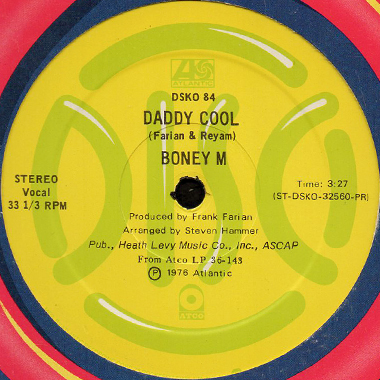 ATLANTIC
DISCO
DSKO 84
DADDY COOL
(Farian & Reyam)
BONEY M
STEREO
Vocal
33 1/3 RPM
Time: 3:27
(ST-DSKO-32560-PR)
Produced by Frank Farian
Arranged by Steven Hammer
Pub., Heath Levy Music Co., Inc., ASCAP
From Atco LP 36-143
Ⓟ 1976 Atlantic
ATCO